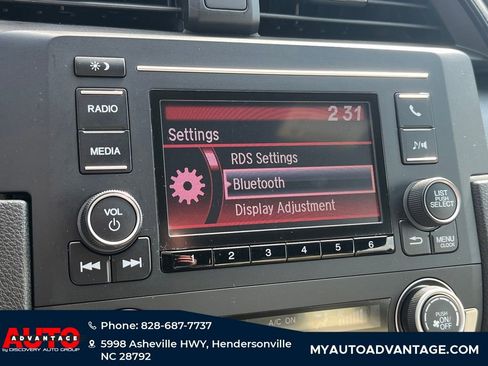 RADIO
MEDIA
VOL
2 31
Settings
RDS Settings
Bluetooth
Display Adjustment
LIST
PUSH
SELECT
MENU
CLOCK
2 3 4 5 6
A/C ON
PUSH
ON/
OFF
AUTO
ADVANTAGE
by DISCOVERY AUTO GROUP
Phone: 828-687-7737
5998 Asheville HWY, Hendersonville
NC 28792
MYAUTOADVANTAGE.COM